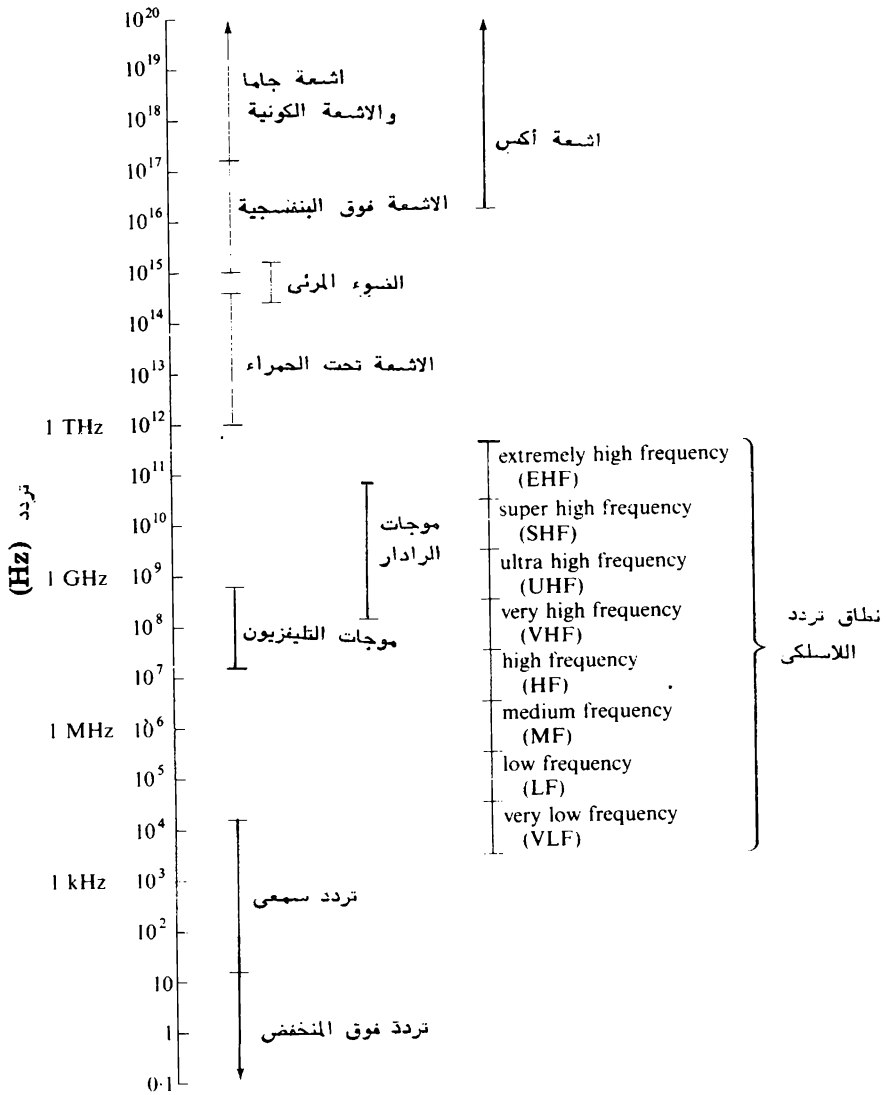 10²⁰
10¹⁹
اشعة جاما
10¹⁸
والاشعة الكونية
اشعة أكس
10¹⁷
الاشعة فوق البنفسجية
10¹⁶
10¹⁵
الضوء المرئى
10¹⁴
10¹³
الاشعة تحت الحمراء
1 THz 10¹²
extremely high frequency
(EHF)
10¹¹
super high frequency
(SHF)
موجات
الرادار
10¹⁰
ultra high frequency
(UHF)
1 GHz 10⁹
very high frequency
(VHF)
10⁸
موجات التليفزيون
نطاق تردد
اللاسلكى
high frequency
(HF)
10⁷
medium frequency
(MF)
1 MHz 10⁶
low frequency
(LF)
10⁵
very low frequency
(VLF)
10⁴
1 kHz 10³
تردد سمعى
10²
10
تردد فوق المنخفض
1
0·1
تردد (Hz)